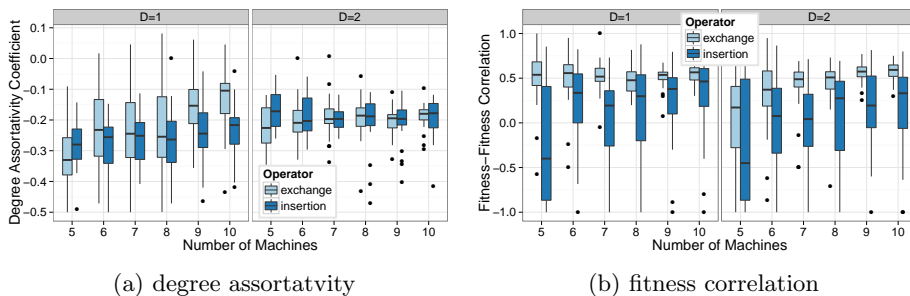 D=1
D=2
Degree Assortativity Coefficient
0.1
0.0
−0.1
−0.2
−0.3
−0.4
−0.5
Operator
exchange
insertion
5 6 7 8 9 10
5 6 7 8 9 10
Number of Machines
(a) degree assortatvity
D=1
D=2
Fitness−Fitness Correlation
1.0
0.5
0.0
−0.5
−1.0
Operator
exchange
insertion
5 6 7 8 9 10
5 6 7 8 9 10
Number of Machines
(b) fitness correlation